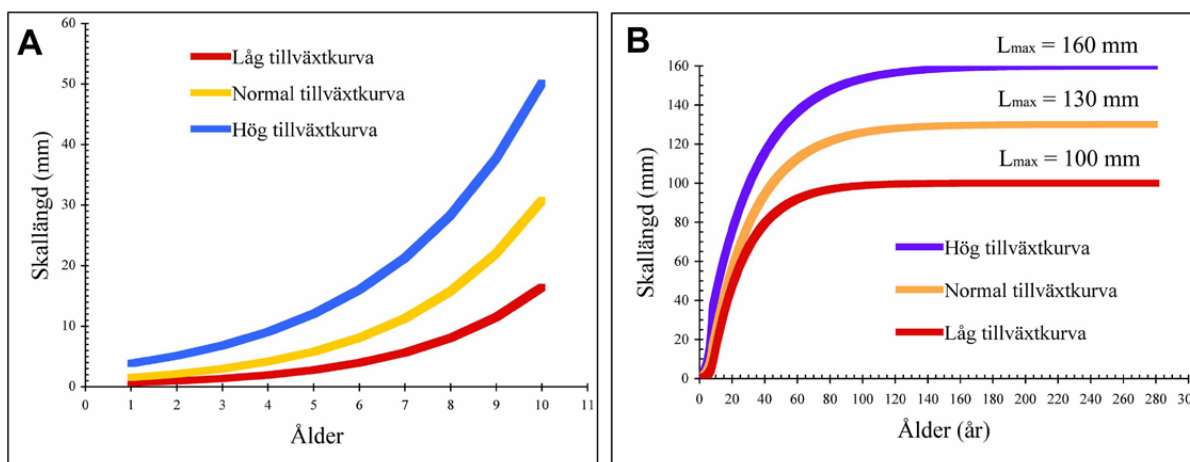 A
Skallängd (mm)
60
50
40
30
20
10
0
Låg tillväxtkurva
Normal tillväxtkurva
Hög tillväxtkurva
0 1 2 3 4 5 6 7 8 9 10 11
Ålder
B
Skallängd (mm)
160
140
120
100
80
60
40
20
0
Lmax = 160 mm
Lmax = 130 mm
Lmax = 100 mm
Hög tillväxtkurva
Normal tillväxtkurva
Låg tillväxtkurva
0 20 40 60 80 100 120 140 160 180 200 220 240 260 280 30
Ålder (år)